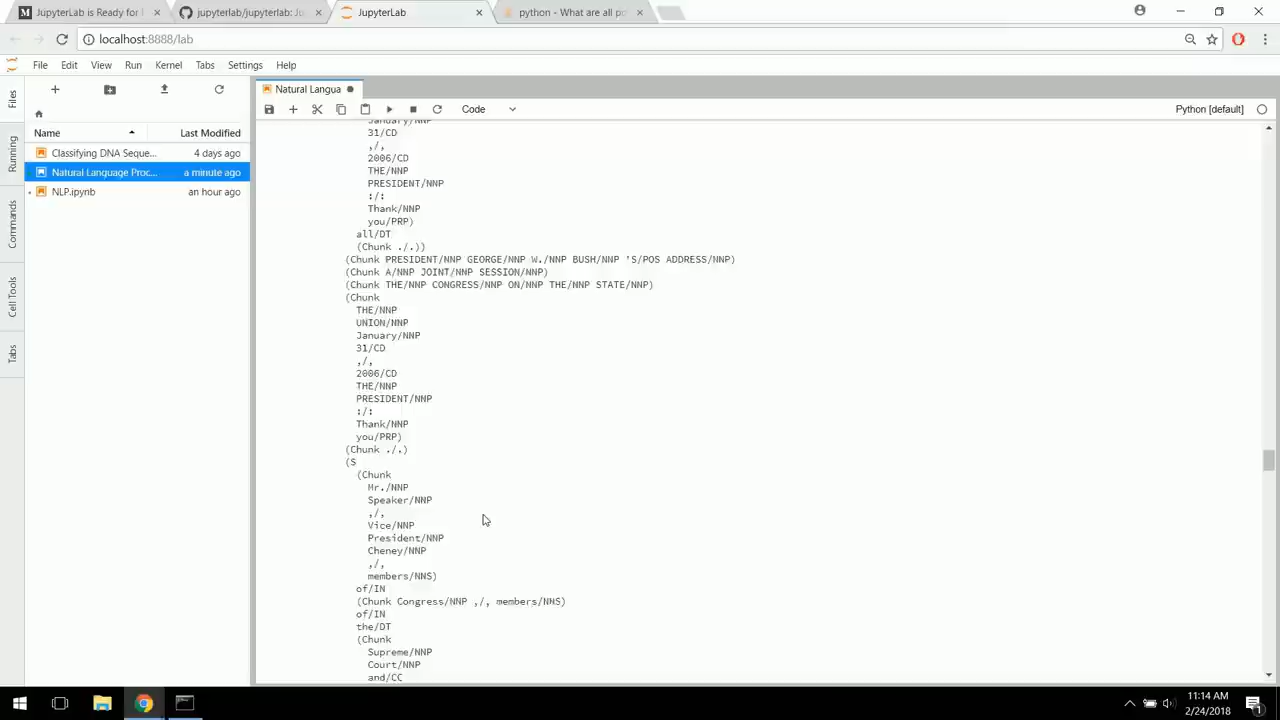 JupyterLab is Ready for
jupyterlab/jupyterlab: Ju
JupyterLab
python - What are all po
localhost:8888/lab
File Edit View Run Kernel Tabs Settings Help
Files
Running
Commands
Cell Tools
Tabs
Name Last Modified
Classifying DNA Seque... 4 days ago
Natural Language Proc... a minute ago
NLP.ipynb an hour ago
Natural Langua
Code
Python [default]
January/NNP
31/CD
,/,
2006/CD
THE/NNP
PRESIDENT/NNP
:/:
Thank/NNP
you/PRP)
all/DT
(Chunk ./.))
(Chunk PRESIDENT/NNP GEORGE/NNP W./NNP BUSH/NNP 'S/POS ADDRESS/NNP)
(Chunk A/NNP JOINT/NNP SESSION/NNP)
(Chunk THE/NNP CONGRESS/NNP ON/NNP THE/NNP STATE/NNP)
(Chunk
THE/NNP
UNION/NNP
January/NNP
31/CD
,/,
2006/CD
THE/NNP
PRESIDENT/NNP
:/:
Thank/NNP
you/PRP)
(Chunk ./.)
(S
(Chunk
Mr./NNP
Speaker/NNP
,/,
Vice/NNP
President/NNP
Cheney/NNP
,/,
members/NNS)
of/IN
(Chunk Congress/NNP ,/, members/NNS)
of/IN
the/DT
(Chunk
Supreme/NNP
Court/NNP
and/CC
11:14 AM
2/24/2018
1